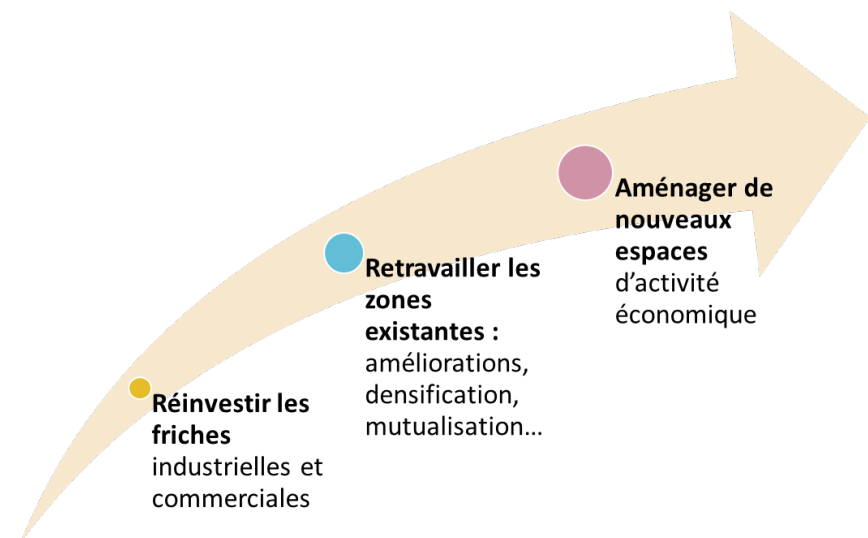 Réinvestir les
friches
industrielles et
commerciales
Retravailler les
zones
existantes :
améliorations,
densification,
mutualisation...
Aménager de
nouveaux
espaces
d’activité
économique